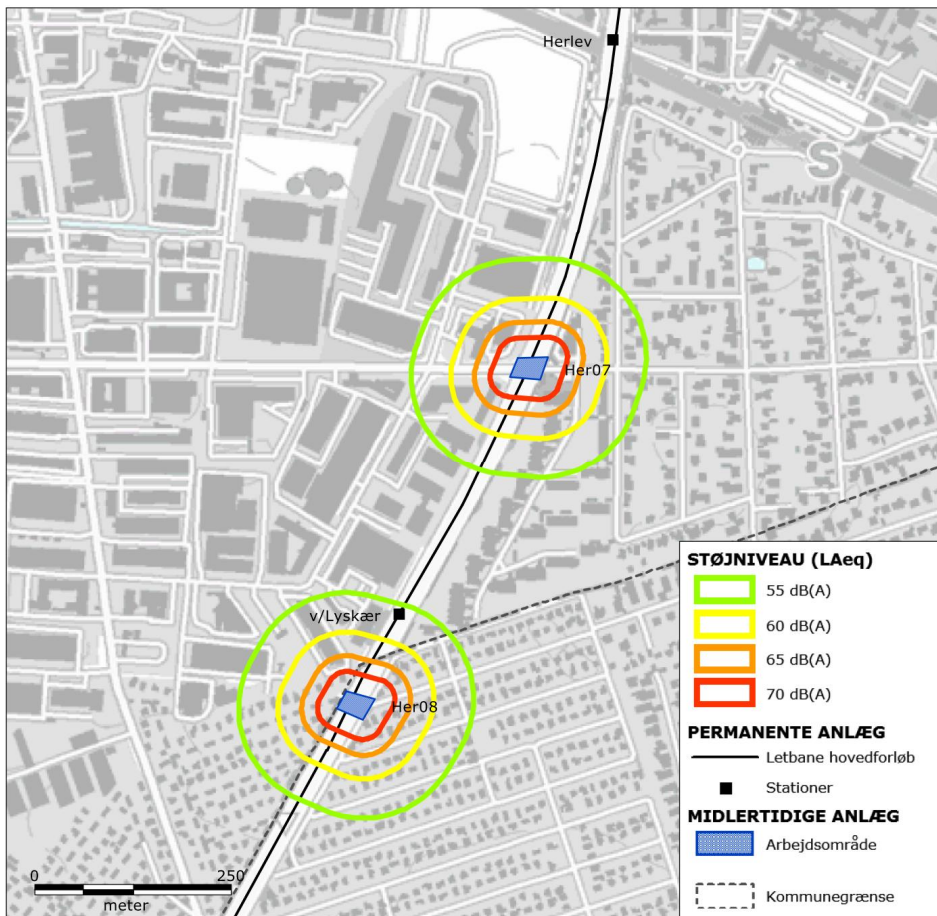 Herlev
S
Her07
v/Lyskær
Her08
0 250
meter
STØJNIVEAU (LAeq)
55 dB(A)
60 dB(A)
65 dB(A)
70 dB(A)
PERMANENTE ANLÆG
Letbane hovedforløb
Stationer
MIDLERTIDIGE ANLÆG
Arbejdsområde
Kommunegrænse